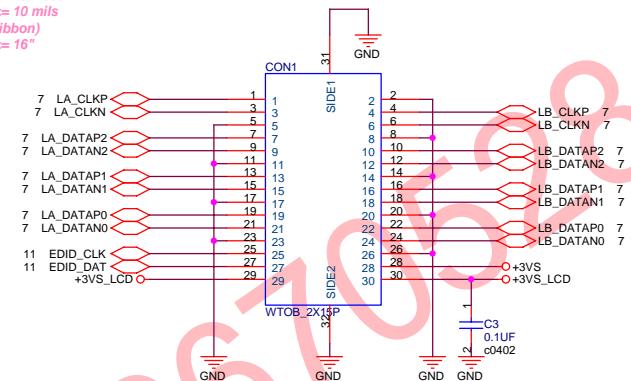 = 10 mils
ibbon)
= 16"
31
GND
CON1
SIDE1
7 LA_CLKP 1 1
7 LA_CLKN 3 3
5 5
7 LA_DATAP2 7 7
7 LA_DATAN2 9 9
11 11
7 LA_DATAP1 13 13
7 LA_DATAN1 15 15
17 17
7 LA_DATAP0 19 19
7 LA_DATAN0 21 21
23 23
11 EDID_CLK 25 25
11 EDID_DAT 27 27
+3VS_LCD 29 29
2 2
4 4 LB_CLKP 7
6 6 LB_CLKN 7
8 8
10 10 LB_DATAP2 7
12 12 LB_DATAN2 7
14 14
16 16 LB_DATAP1 7
18 18 LB_DATAN1 7
20 20
22 22 LB_DATAP0 7
24 24 LB_DATAN0 7
26 26
28 28 +3VS
30 30 +3VS_LCD
SIDE2
WTOB_2X15P
32
1
C3
0.1UF
c0402
2
GND
GND
GND
GND
670528